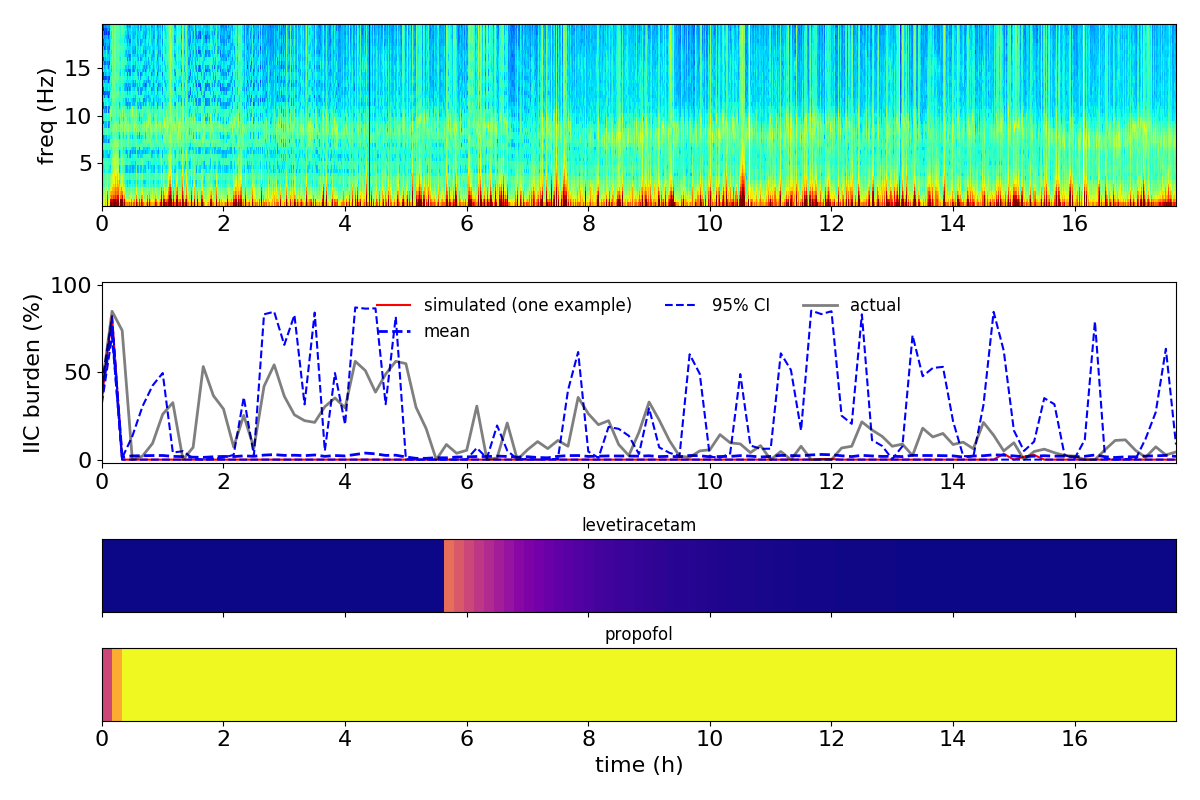 freq (Hz)
15
10
5
0 2 4 6 8 10 12 14 16
IIC burden (%)
100
50
0
simulated (one example) 95% CI actual
mean
0 2 4 6 8 10 12 14 16
levetiracetam
propofol
0 2 4 6 8 10 12 14 16
time (h)